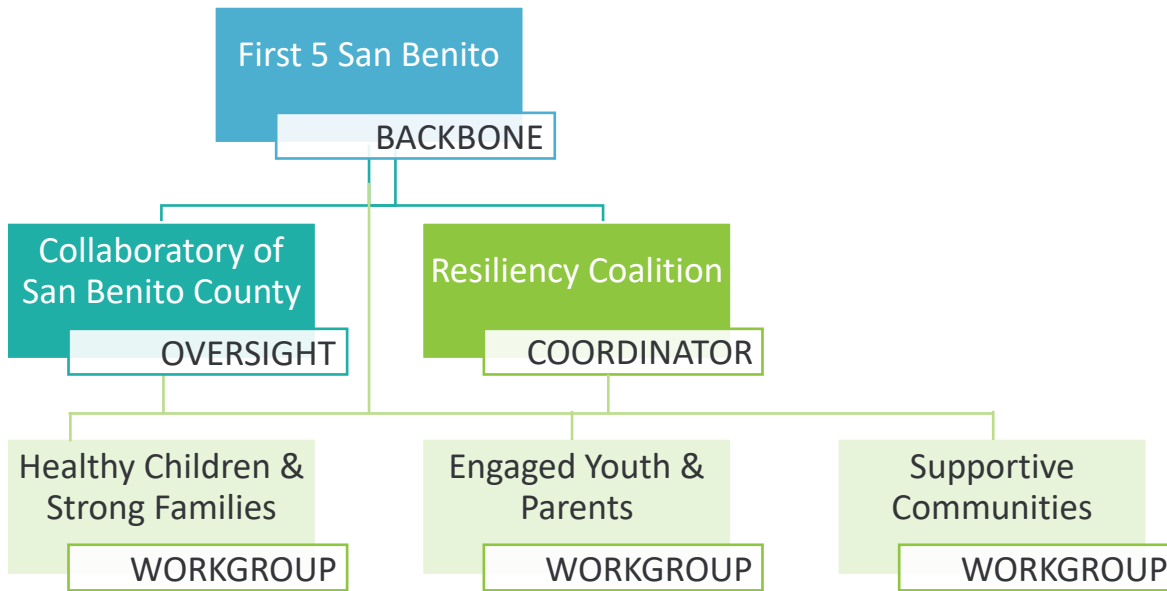 First 5 San Benito
BACKBONE
Collaboratory of
San Benito County
OVERSIGHT
Resiliency Coalition
COORDINATOR
Healthy Children &
Strong Families
WORKGROUP
Engaged Youth &
Parents
WORKGROUP
Supportive
Communities
WORKGROUP